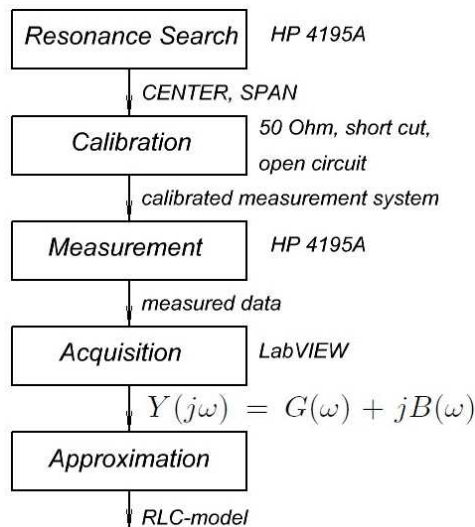 Resonance Search HP 4195A
CENTER, SPAN
Calibration 50 Ohm, short cut,
open circuit
calibrated measurement system
Measurement HP 4195A
measured data
Acquisition LabVIEW
Y(jω) = G(ω) + jB(ω)
Approximation
RLC-model